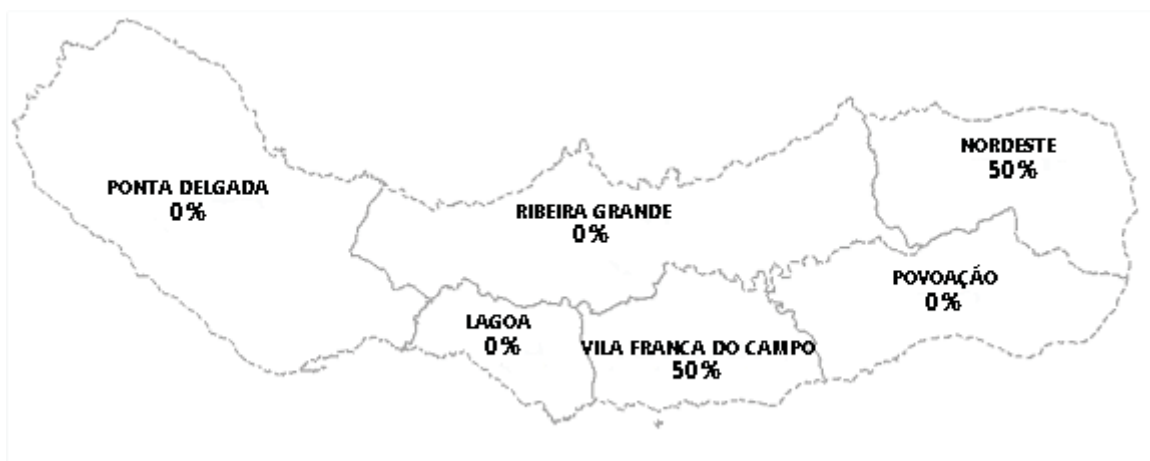 NORDESTE
50%
PONTA DELGADA
0%
RIBEIRA GRANDE
0%
POVOAÇÃO
0%
LAGOA
0%
VILA FRANCA DO CAMPO
50%